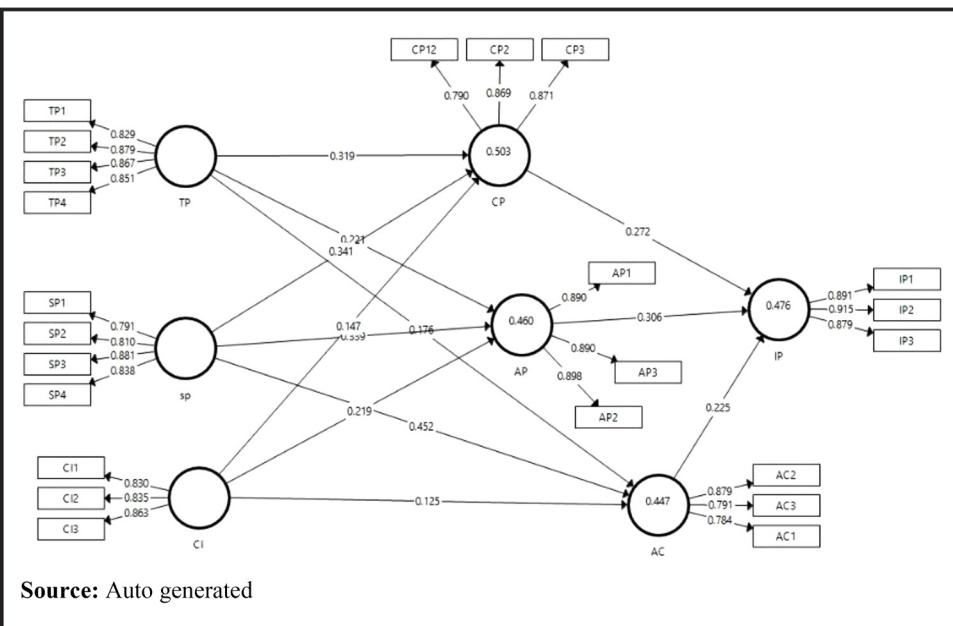 CP12 CP2 CP3
0.790 0.869 0.871
TP1
TP2
TP3
TP4
0.829
0.879
0.867
0.851
TP
0.319
0.503
CP
0.221
0.341
0.272
SP1
SP2
SP3
SP4
0.791
0.810
0.881
0.838
sp
0.147
0.339
0.176
0.460
AP
AP1
0.890
0.306
0.890
AP3
0.898
AP2
0.476
IP
0.891
0.915
0.879
IP1
IP2
IP3
0.219
0.452
0.225
CI1
CI2
CI3
0.830
0.835
0.863
CI
0.125
0.447
AC
0.879
0.791
0.784
AC2
AC3
AC1
Source: Auto generated